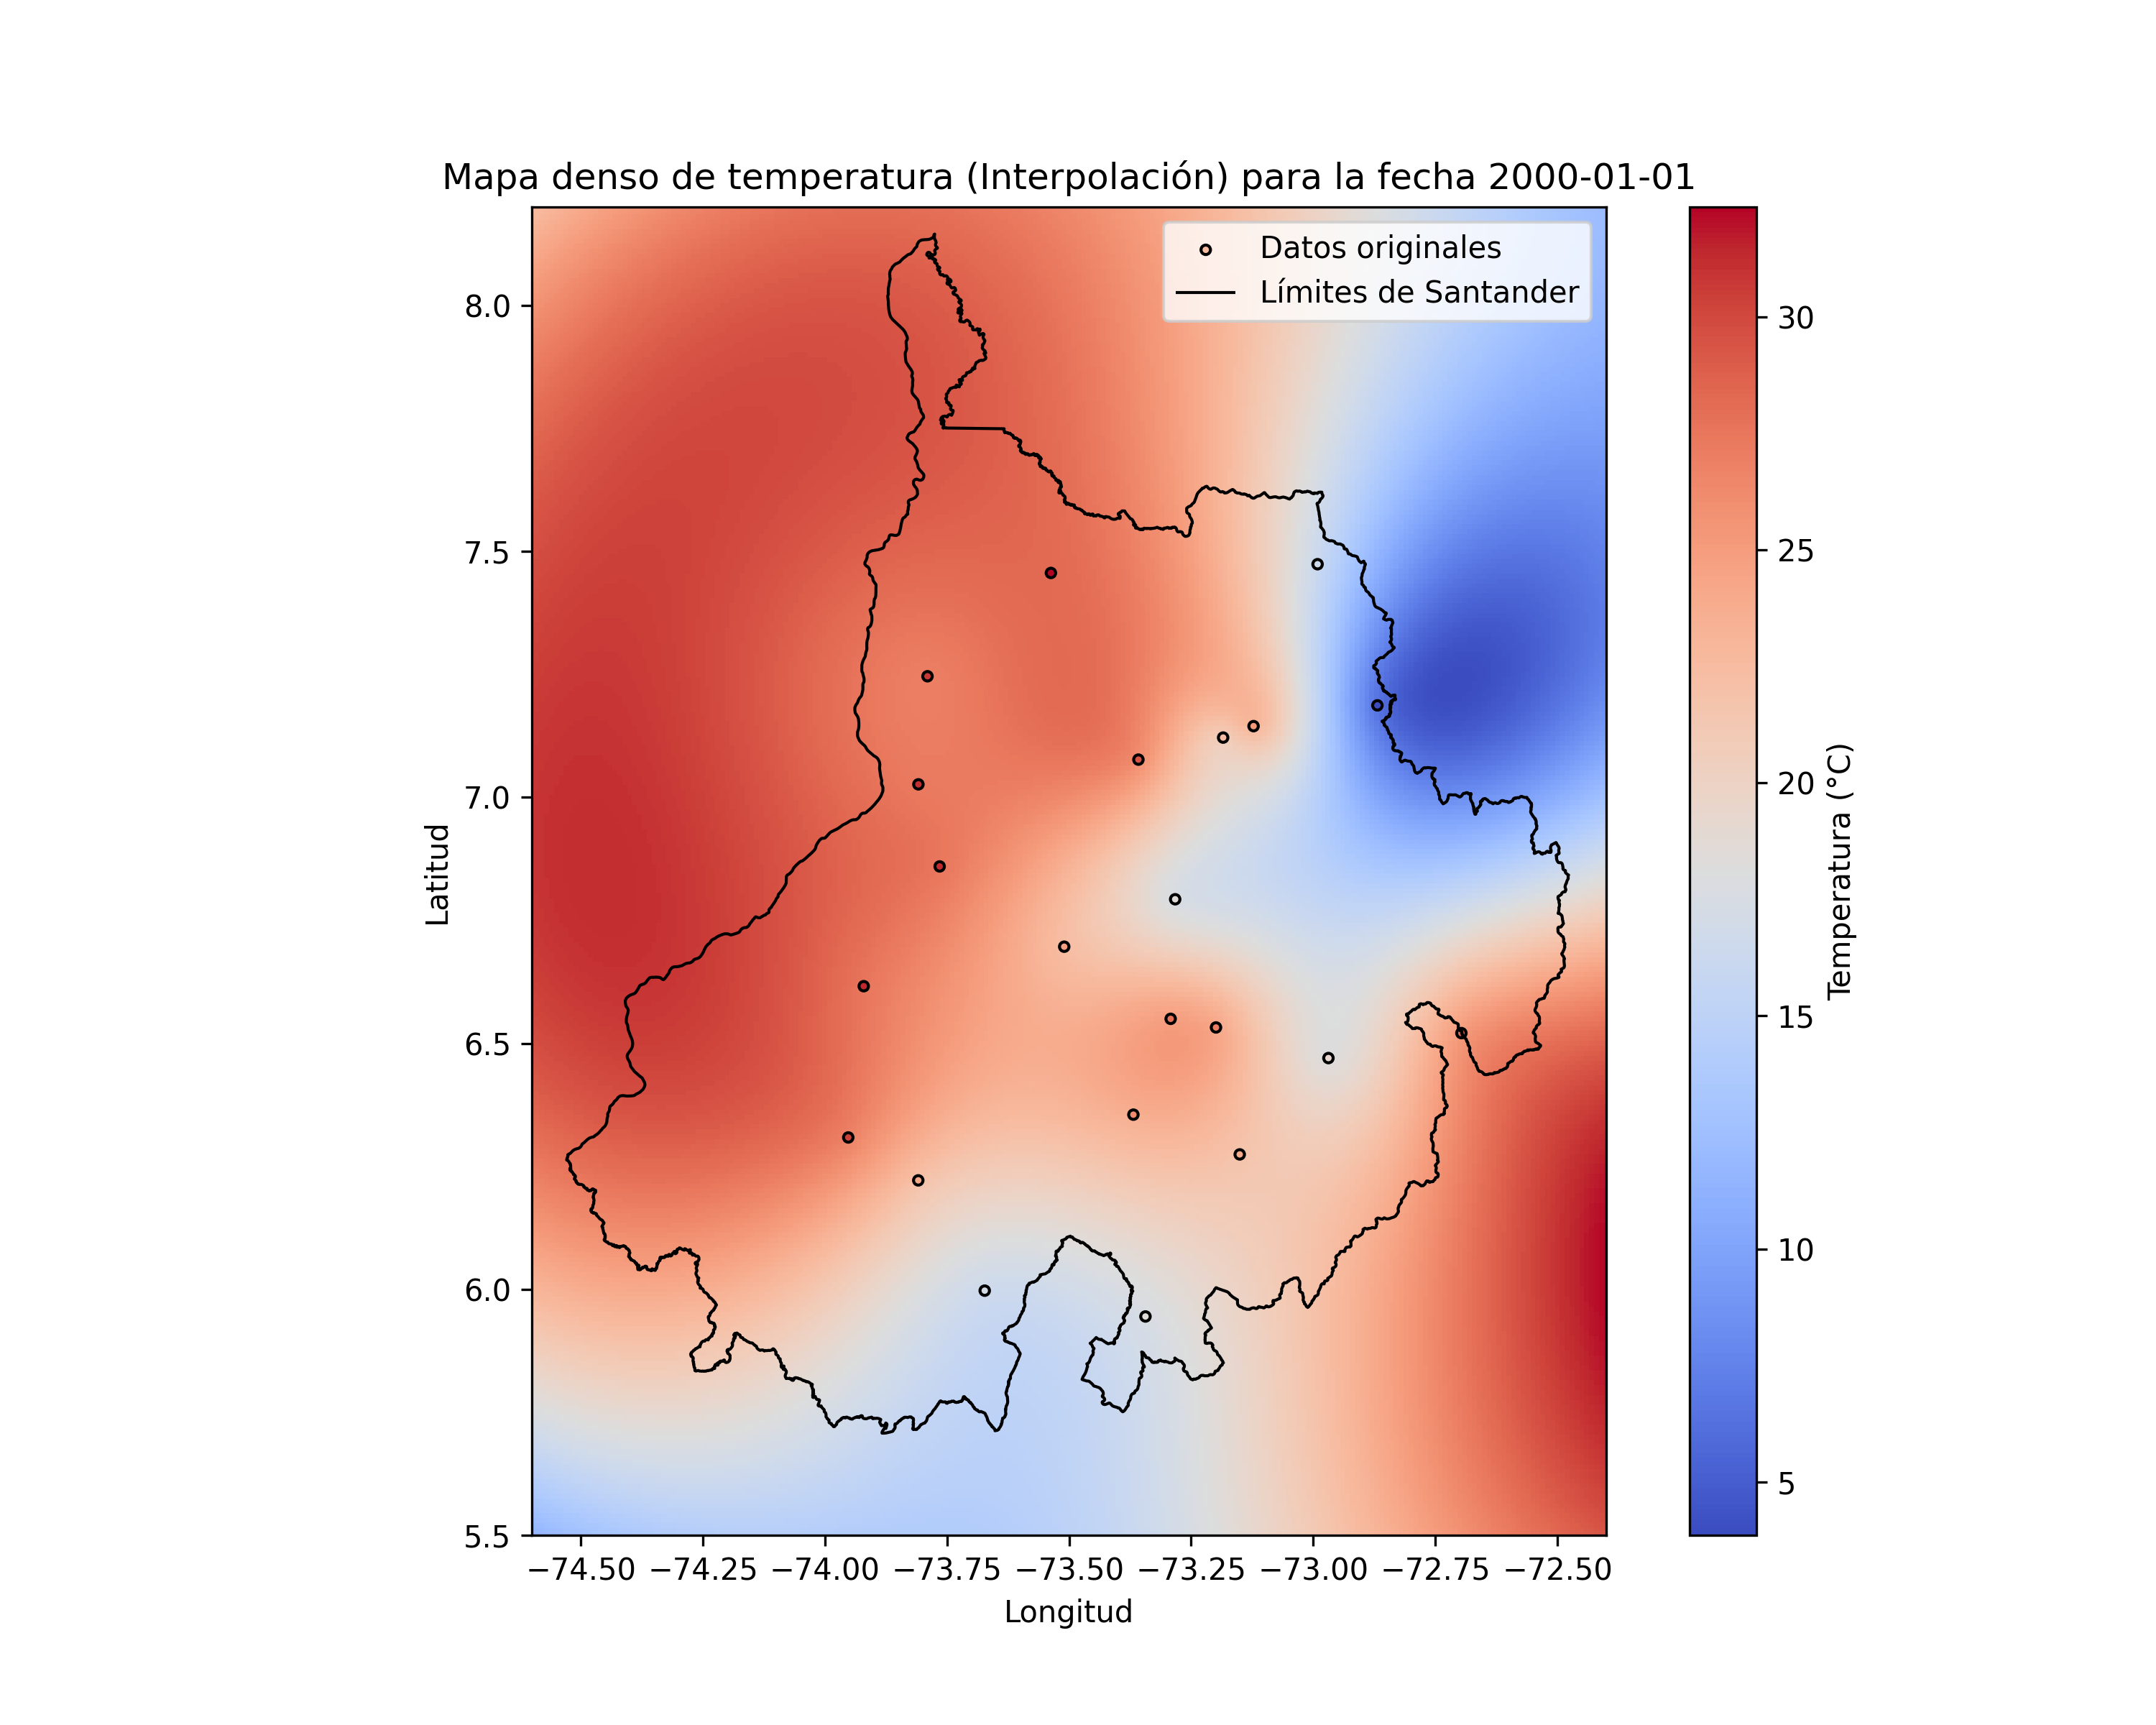 Mapa denso de temperatura (Interpolación) para la fecha 2000-01-01
Datos originales
Límites de Santander
8.0
7.5
7.0
6.5
6.0
5.5
Latitud
−74.50 −74.25 −74.00 −73.75 −73.50 −73.25 −73.00 −72.75 −72.50
Longitud
30
25
20
15
10
5
Temperatura (°C)